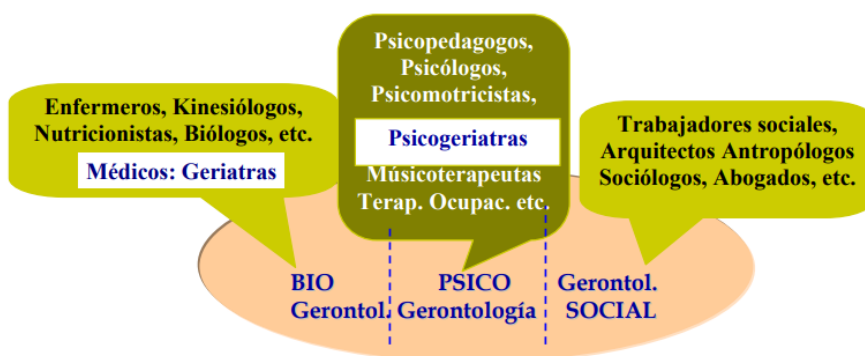 Enfermeros, Kinesiólogos,
Nutricionistas, Biólogos, etc.
Médicos: Geriatras
Psicopedagogos,
Psicólogos,
Psicomotricistas,
Psicogeriatras
Músicoterapeutas
Terap. Ocupac. etc.
Trabajadores sociales,
Arquitectos Antropólogos
Sociólogos, Abogados, etc.
BIO
Gerontol.
PSICO
Gerontología
Gerontol.
SOCIAL